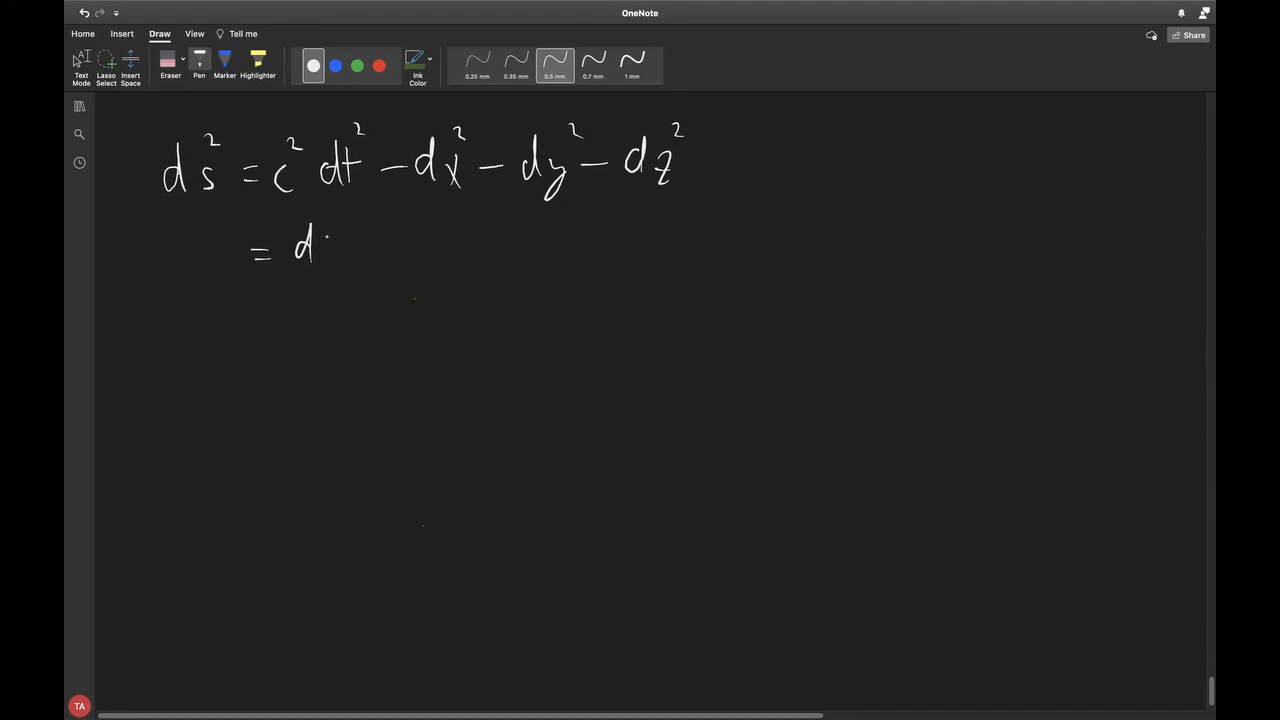 OneNote
Home Insert Draw View Tell me
Share
Text Mode
Lasso Select
Insert Space
Eraser
Pen
Marker
Highlighter
Ink Color
0.25 mm
0.35 mm
0.5 mm
0.7 mm
1 mm
ds² = c² dt² − dx² − dy² − dz²
= d
TA